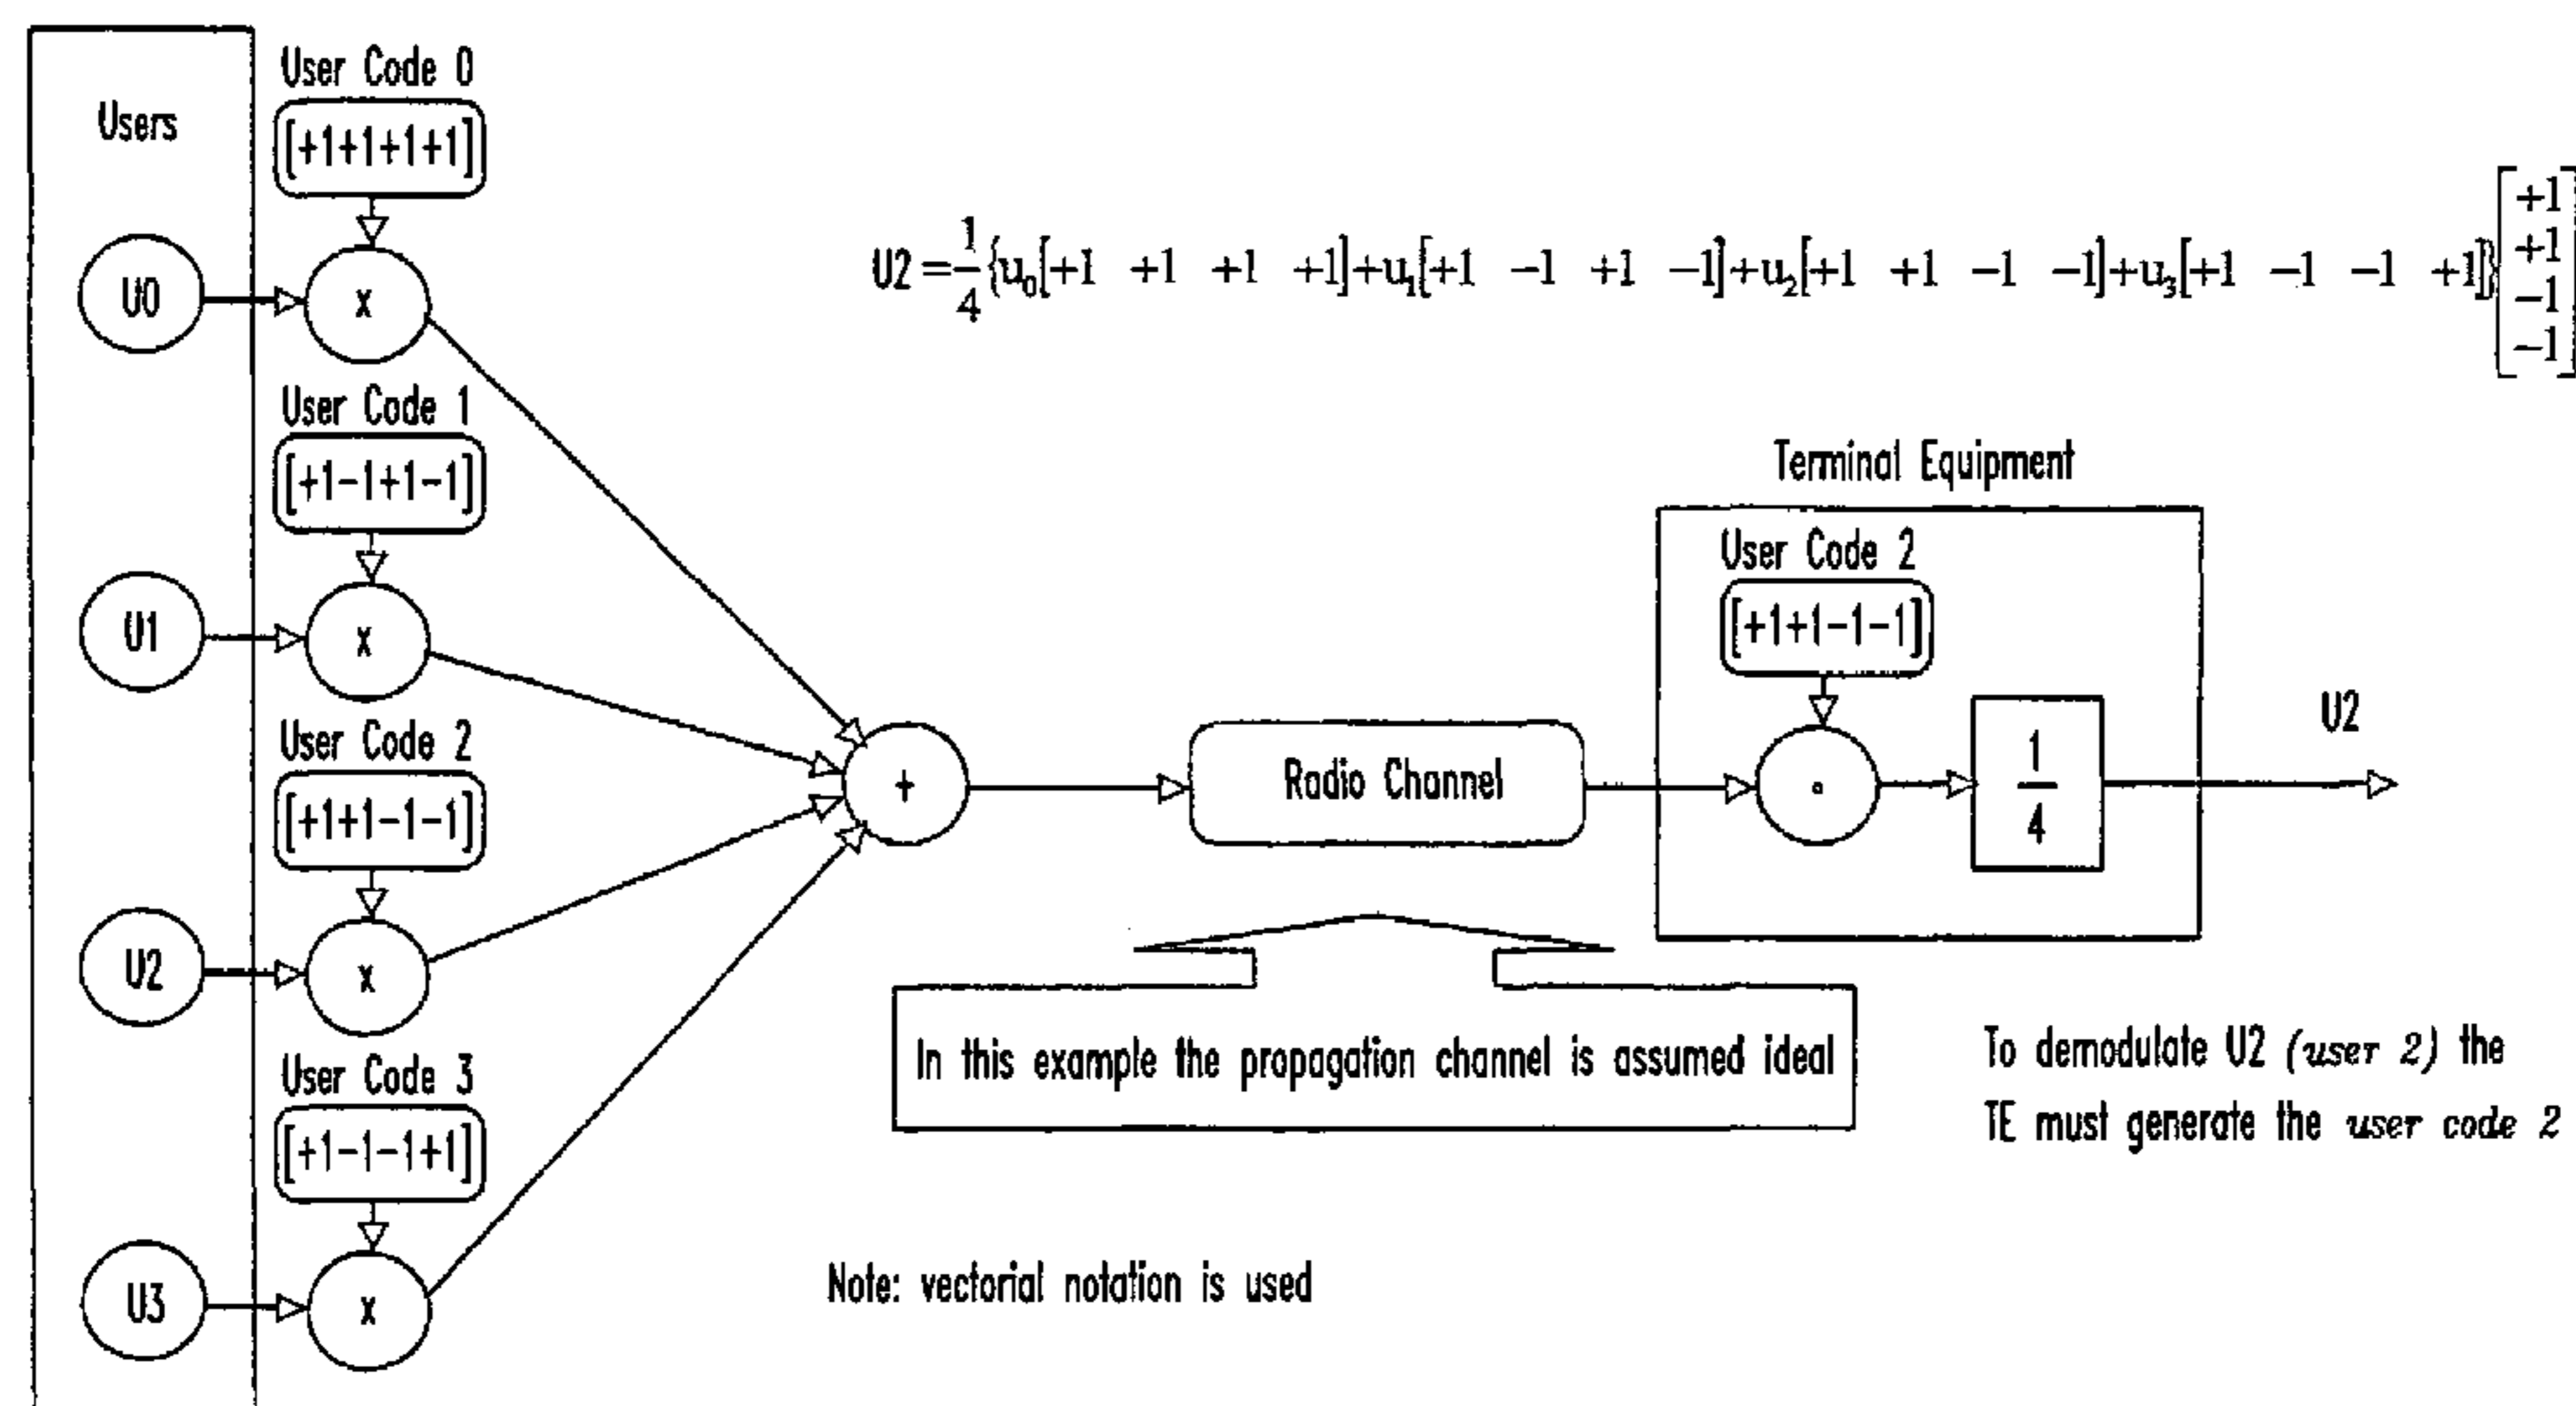 Users
User Code 0
[+1+1+1+1]
U0
x
User Code 1
[+1-1+1-1]
U1
x
User Code 2
[+1+1-1-1]
U2
x
User Code 3
[+1-1-1+1]
U3
x
U2=1/4{u₀[+1 +1 +1 +1]+u₁[+1 -1 +1 -1]+u₂[+1 +1 -1 -1]+u₃[+1 -1 -1 +1]}[+1 +1 -1 -1]
+
Radio Channel
Terminal Equipment
User Code 2
[+1+1-1-1]
1
4
U2
In this example the propagation channel is assumed ideal
To demodulate U2 (user 2) the
TE must generate the user code 2
Note: vectorial notation is used